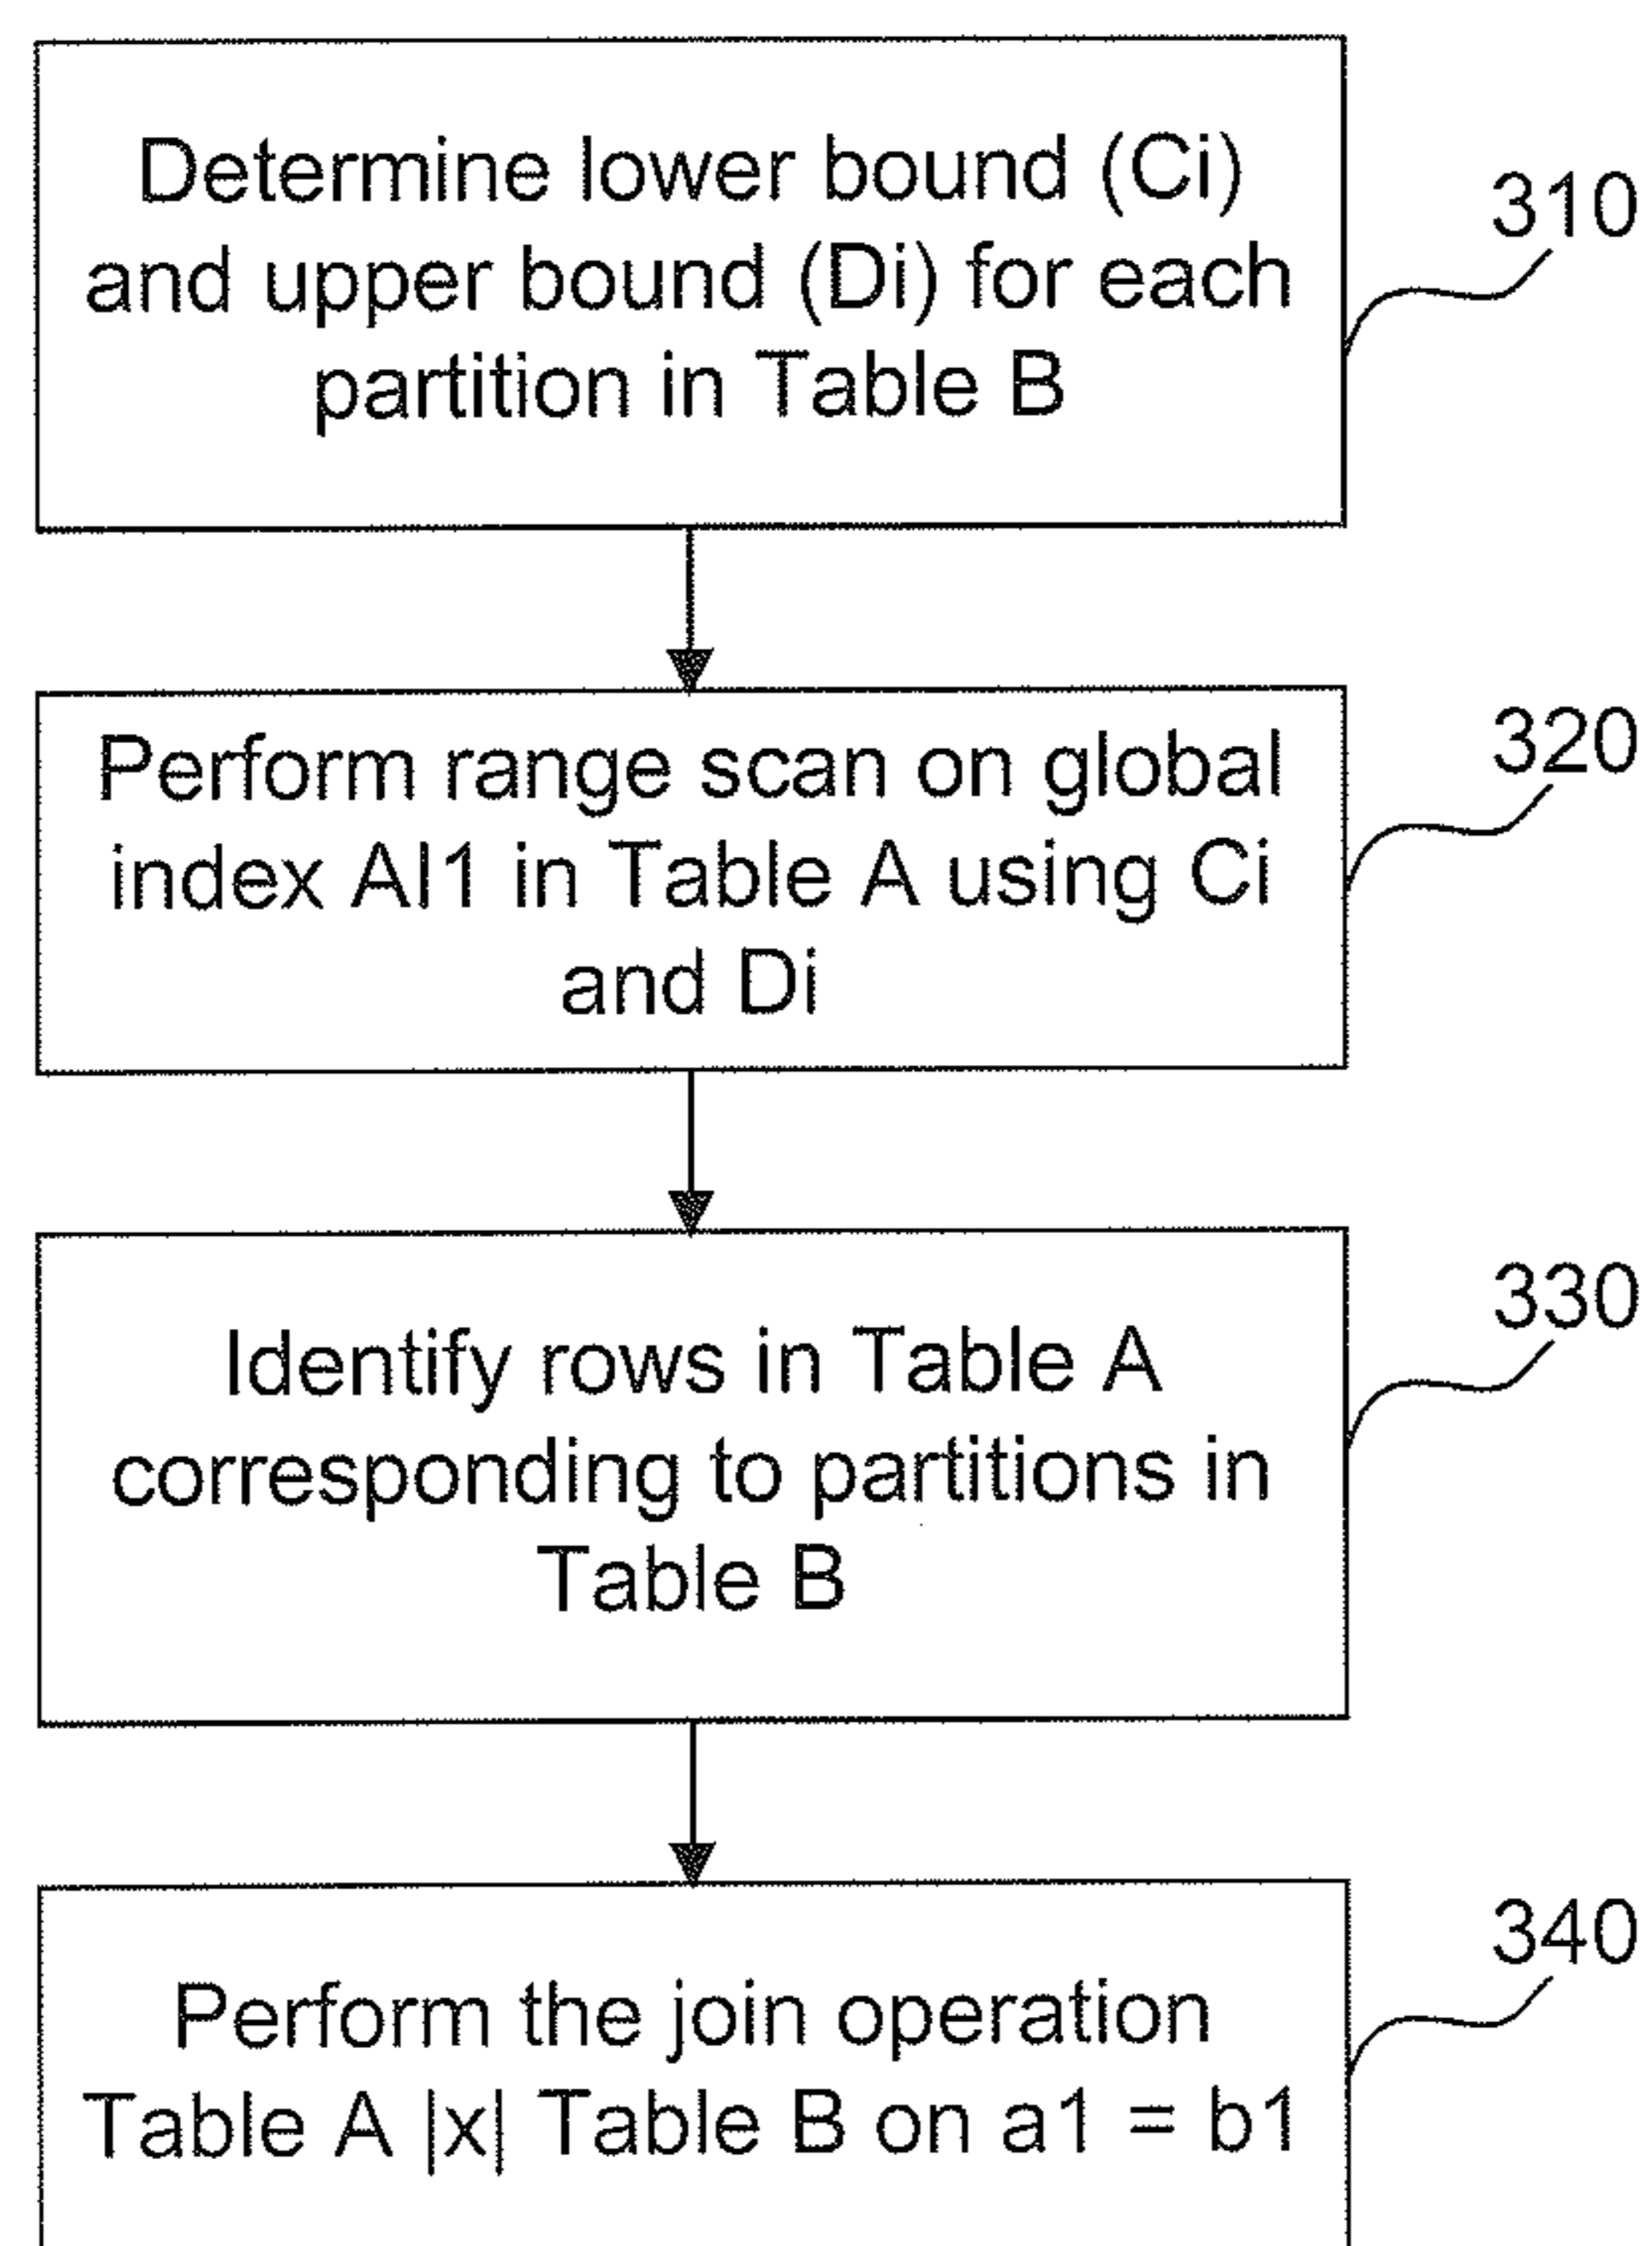 Determine lower bound (Ci)
and upper bound (Di) for each
partition in Table B
310
Perform range scan on global
index AI1 in Table A using Ci
and Di
320
Identify rows in Table A
corresponding to partitions in
Table B
330
Perform the join operation
Table A |x| Table B on a1 = b1
340